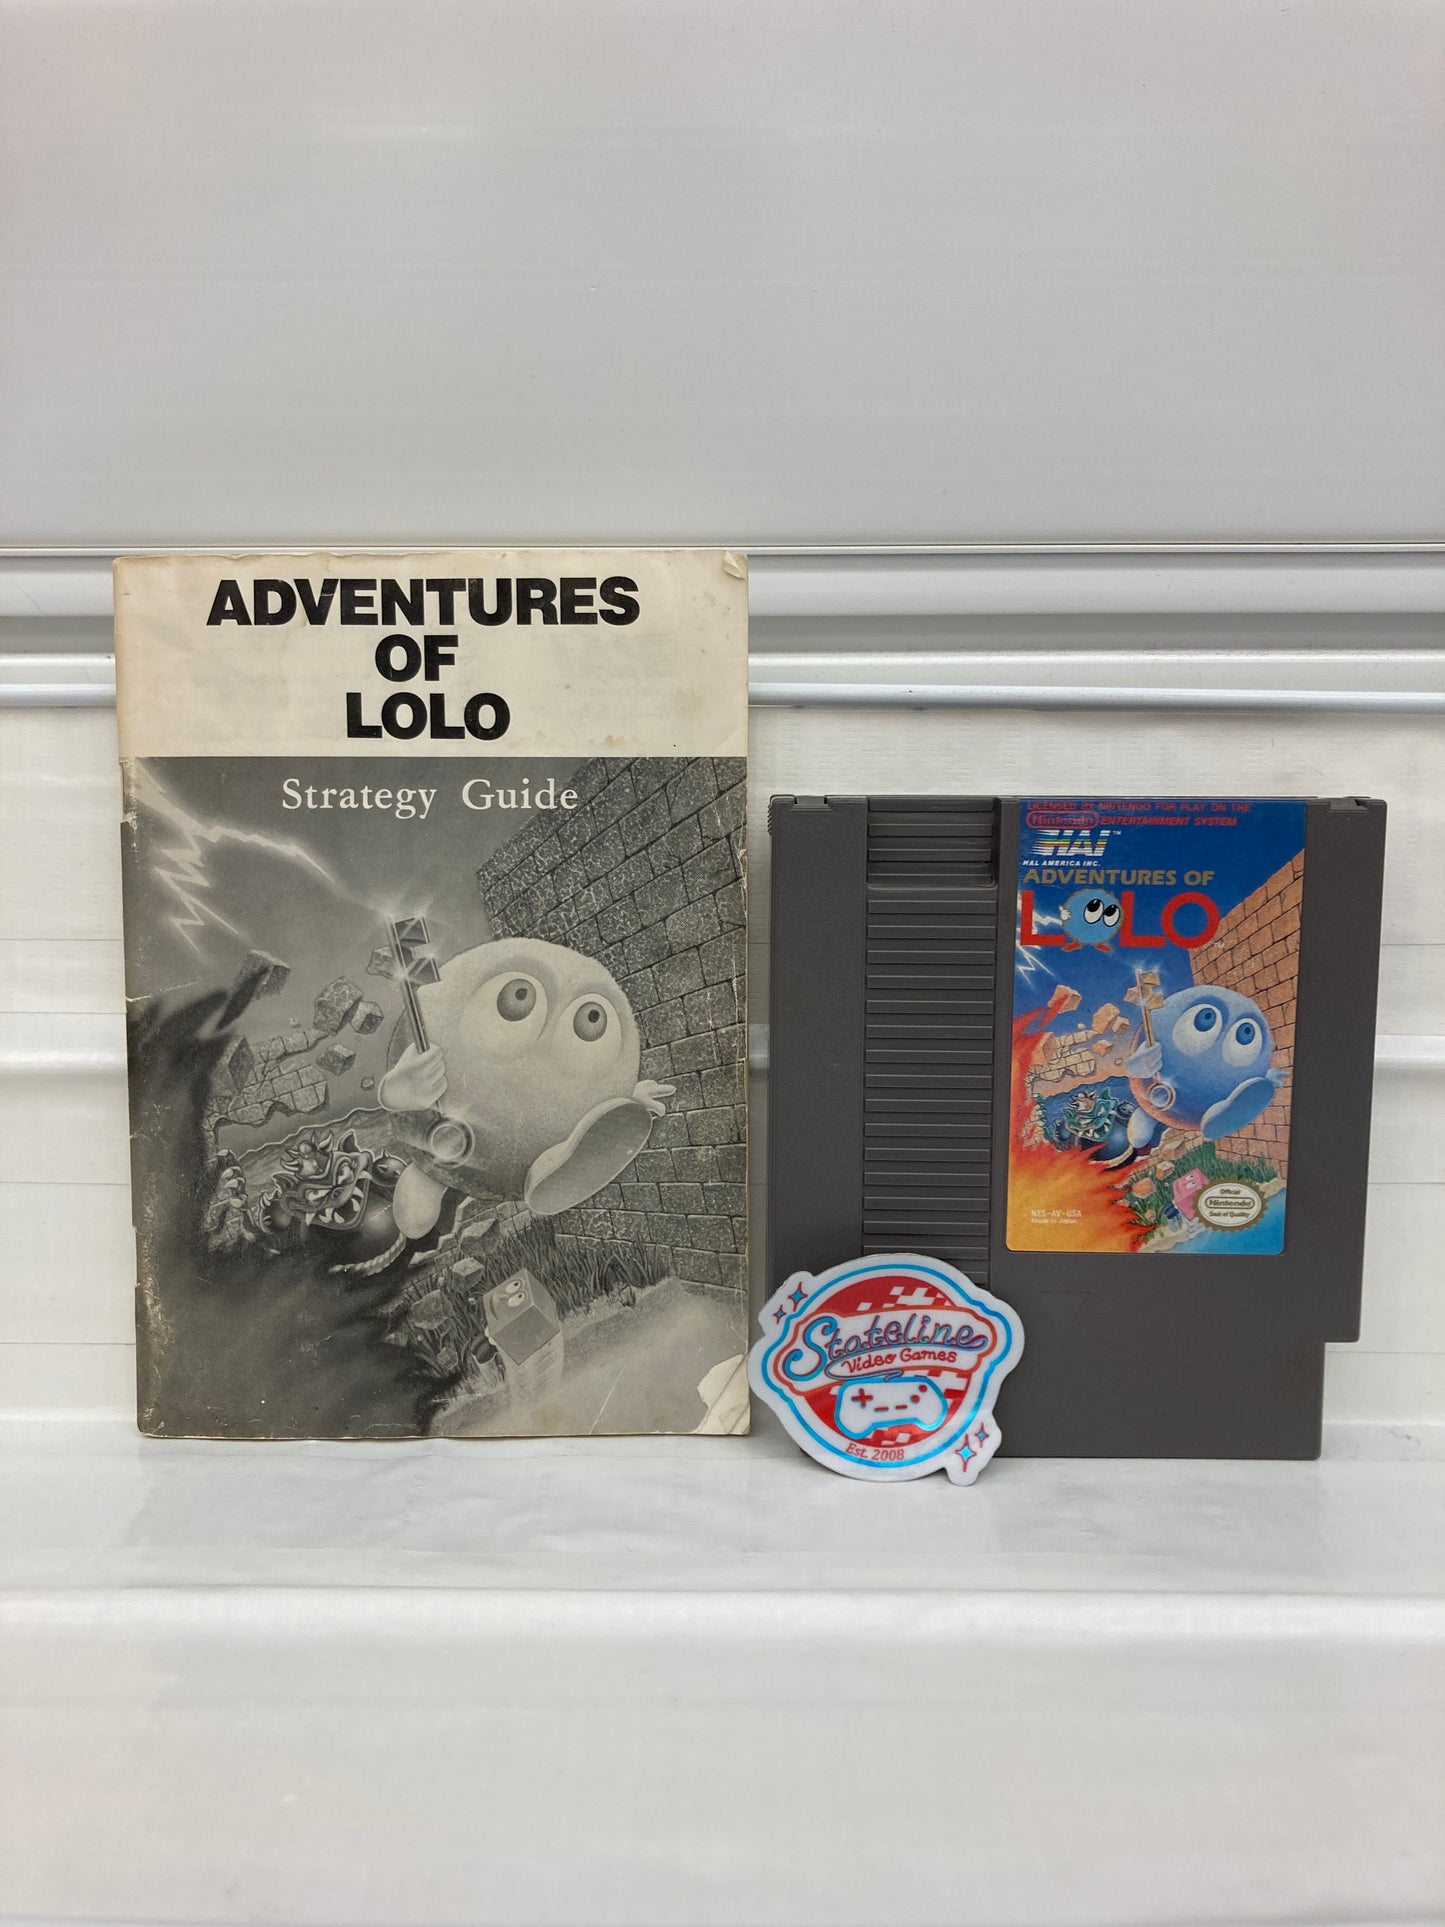 ADVENTURES
OF
LOLO
Strategy Guide
LICENSED BY NINTENDO FOR PLAY ON THE
Nintendo ENTERTAINMENT SYSTEM
HAL™
HAL AMERICA INC.
ADVENTURES OF
LOLO
NES-AV-USA
Made in Japan
Official
Nintendo
Seal of Quality
Stateline
Video Games
Est. 2008